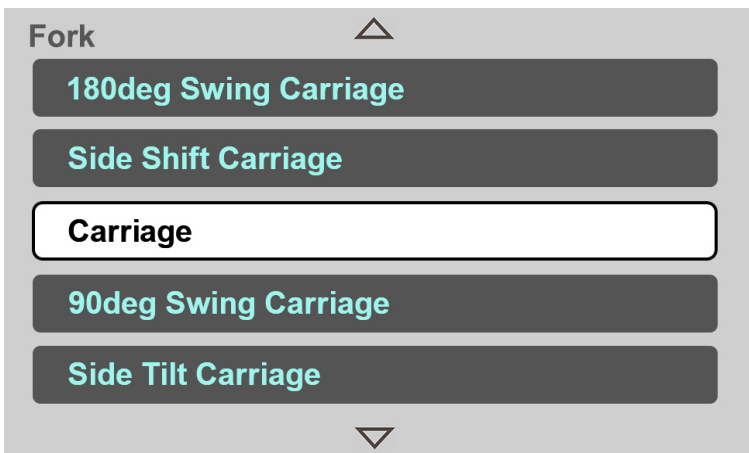 Fork
180deg Swing Carriage
Side Shift Carriage
Carriage
90deg Swing Carriage
Side Tilt Carriage